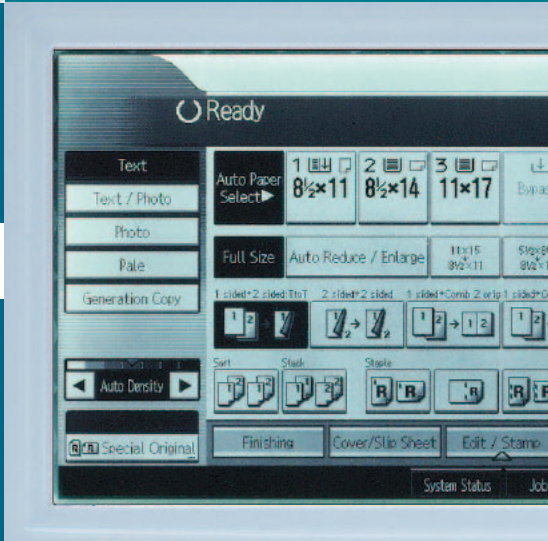 Ready
Text
Text / Photo
Photo
Pale
Generation Copy
Auto Density
Special Original
Auto Paper Select▶
1 8½×11
2 8½×14
3 11×17
Full Size
Auto Reduce / Enlarge
11×15
8½×11
1 sided→2 sided:TtoT
2 sided→2 sided
1 sided→Comb 2 orig
1 sided→C
Sort
Stack
Staple
Finishing
Cover/Slip Sheet
Edit / Stamp
System Status
Job